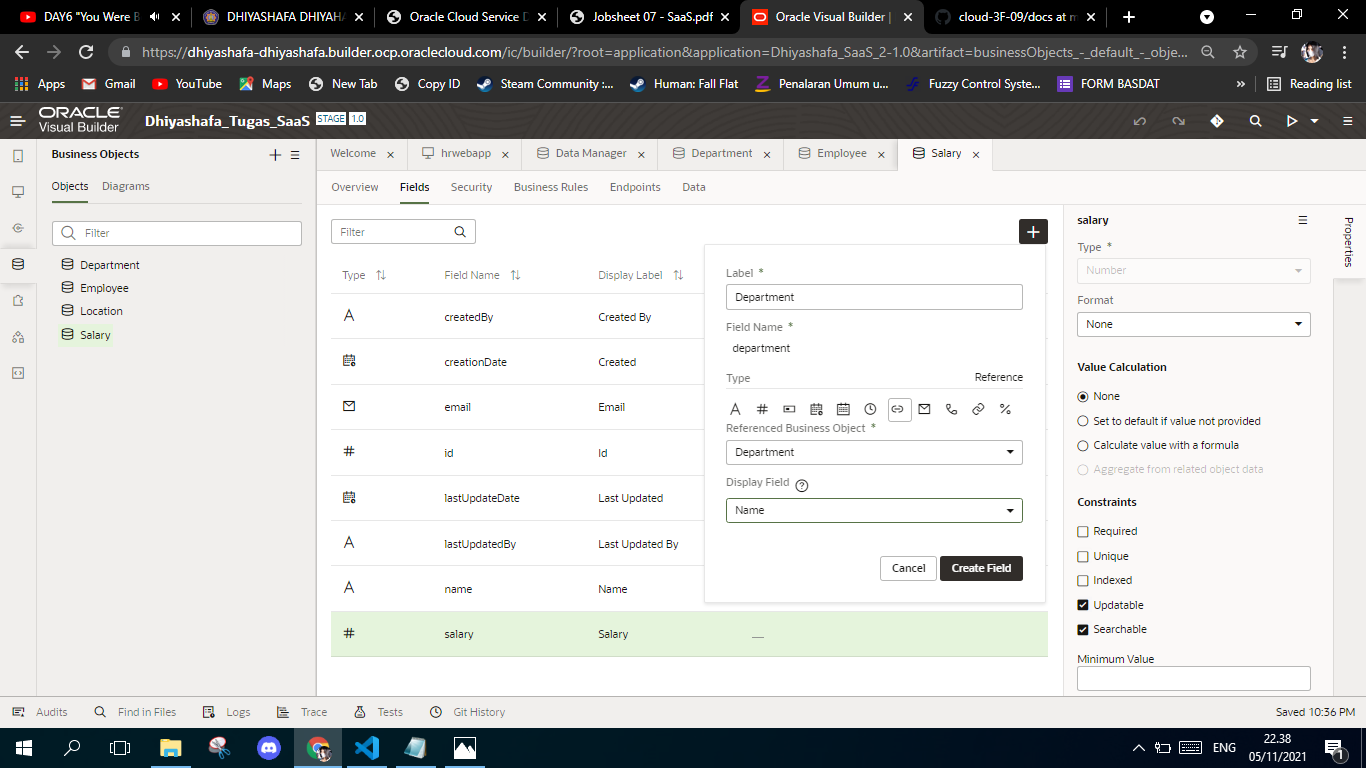 DAY6 "You Were B
DHIYASHAFA DHIYAHA
Oracle Cloud Service D
Jobsheet 07 - SaaS.pdf
Oracle Visual Builder |
cloud-3F-09/docs at m
https://dhiyashafa-dhiyashafa.builder.ocp.oraclecloud.com/ic/builder/?root=application&application=Dhiyashafa_SaaS_2-1.0&artifact=businessObjects_-_default_-_obje...
Apps
Gmail
YouTube
Maps
New Tab
Copy ID
Steam Community :...
Human: Fall Flat
Penalaran Umum u...
Fuzzy Control Syste...
FORM BASDAT
»
Reading list
ORACLE
Visual Builder
Dhiyashafa_Tugas_SaaS
STAGE
1.0
Business Objects
Objects
Diagrams
Filter
Department
Employee
Location
Salary
Welcome
hrwebapp
Data Manager
Department
Employee
Salary
Overview
Fields
Security
Business Rules
Endpoints
Data
Filter
Type
Field Name
Display Label
A createdBy Created By
creationDate Created
email Email
# id Id
lastUpdateDate Last Updated
A lastUpdatedBy Last Updated By
A name Name
# salary Salary
Label *
Department
Field Name *
department
Type Reference
A # %
Referenced Business Object *
Department
Display Field ?
Name
Cancel
Create Field
salary
Type *
Number
Format
None
Value Calculation
None
Set to default if value not provided
Calculate value with a formula
Aggregate from related object data
Constraints
Required
Unique
Indexed
Updatable
Searchable
Minimum Value
Properties
Audits
Find in Files
Logs
Trace
Tests
Git History
Saved 10:36 PM
ENG
22.38
05/11/2021
1